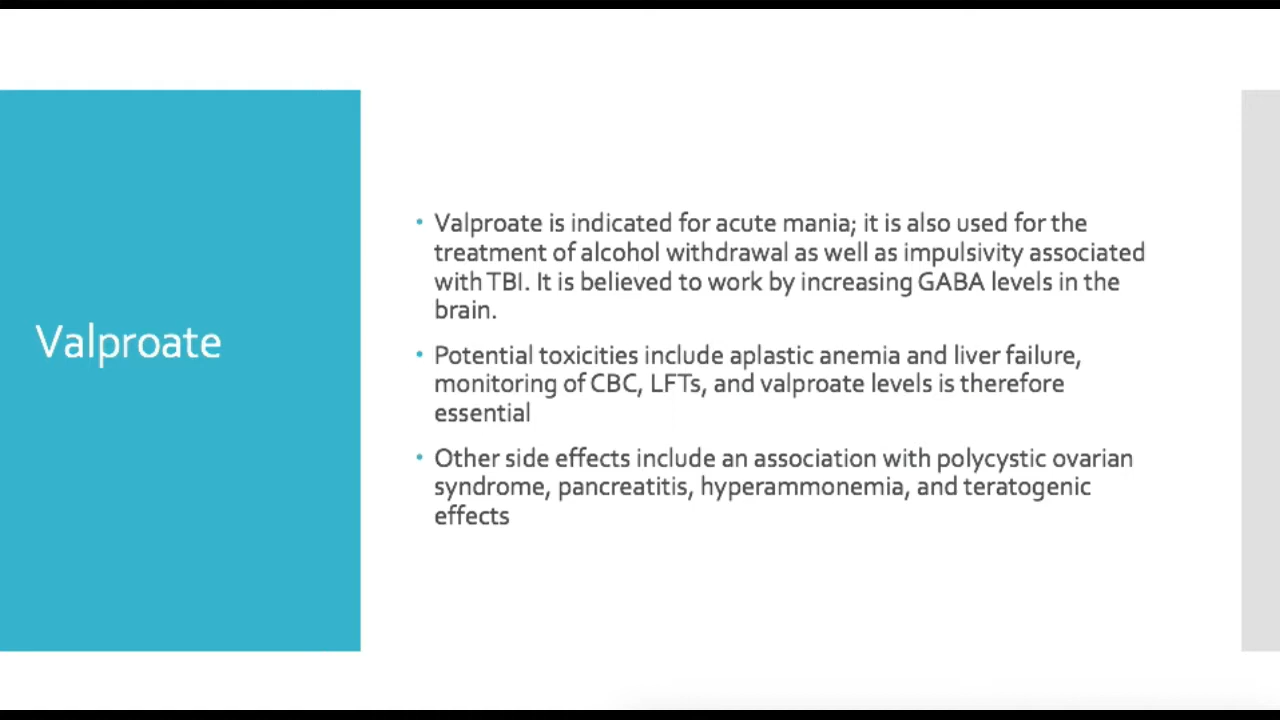 Valproate
• Valproate is indicated for acute mania; it is also used for the
treatment of alcohol withdrawal as well as impulsivity associated
with TBI. It is believed to work by increasing GABA levels in the
brain.
• Potential toxicities include aplastic anemia and liver failure,
monitoring of CBC, LFTs, and valproate levels is therefore
essential
• Other side effects include an association with polycystic ovarian
syndrome, pancreatitis, hyperammonemia, and teratogenic
effects